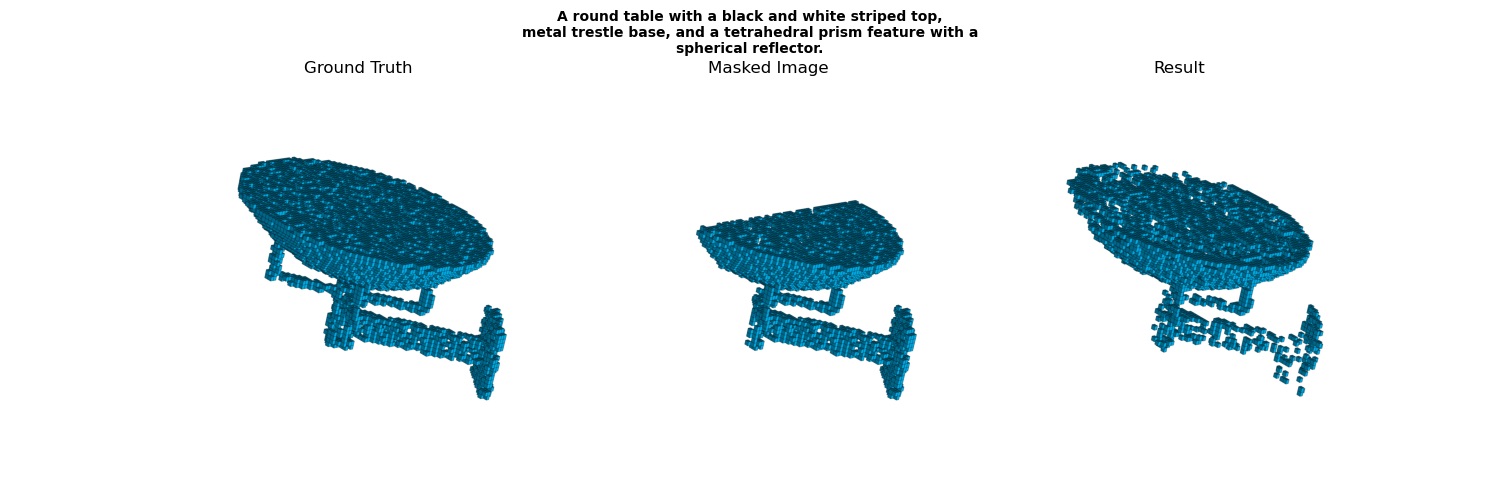 A round table with a black and white striped top,
metal trestle base, and a tetrahedral prism feature with a
spherical reflector.
Ground Truth
Masked Image
Result